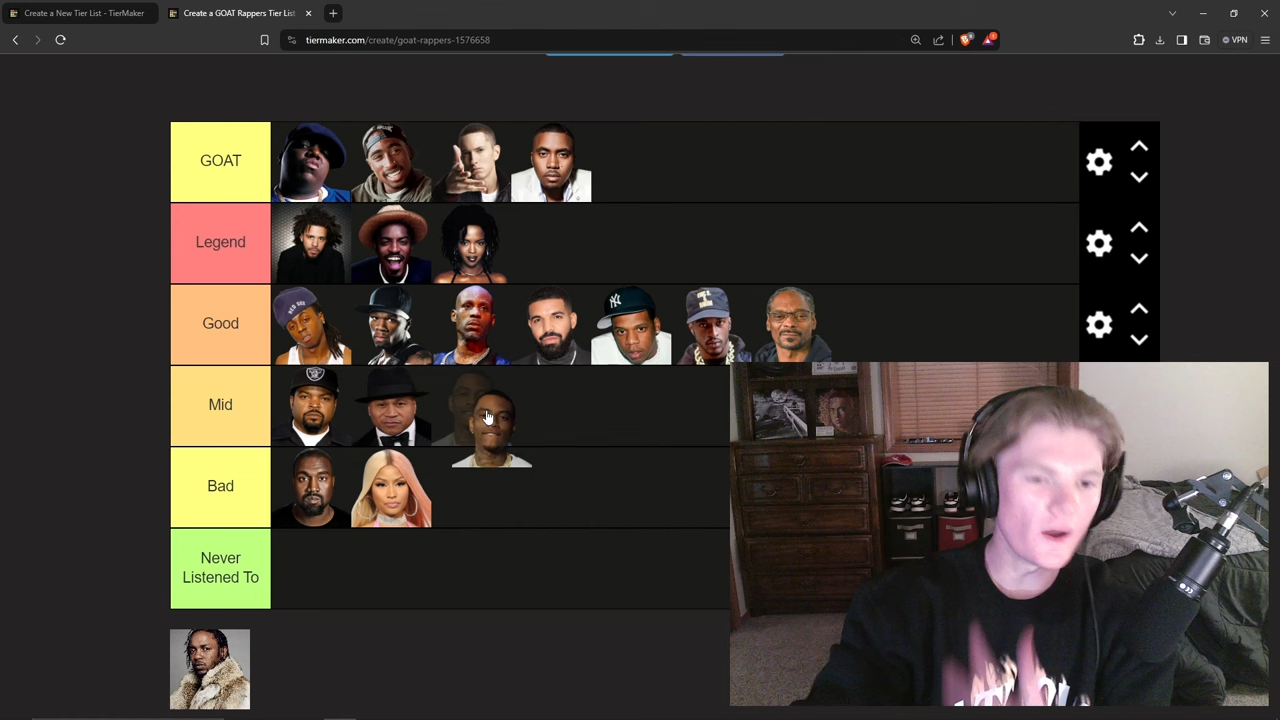 Create a New Tier List - TierMaker
Create a GOAT Rappers Tier List
tiermaker.com/create/goat-rappers-1576658
VPN
GOAT
Legend
Good
Mid
Bad
Never
Listened To